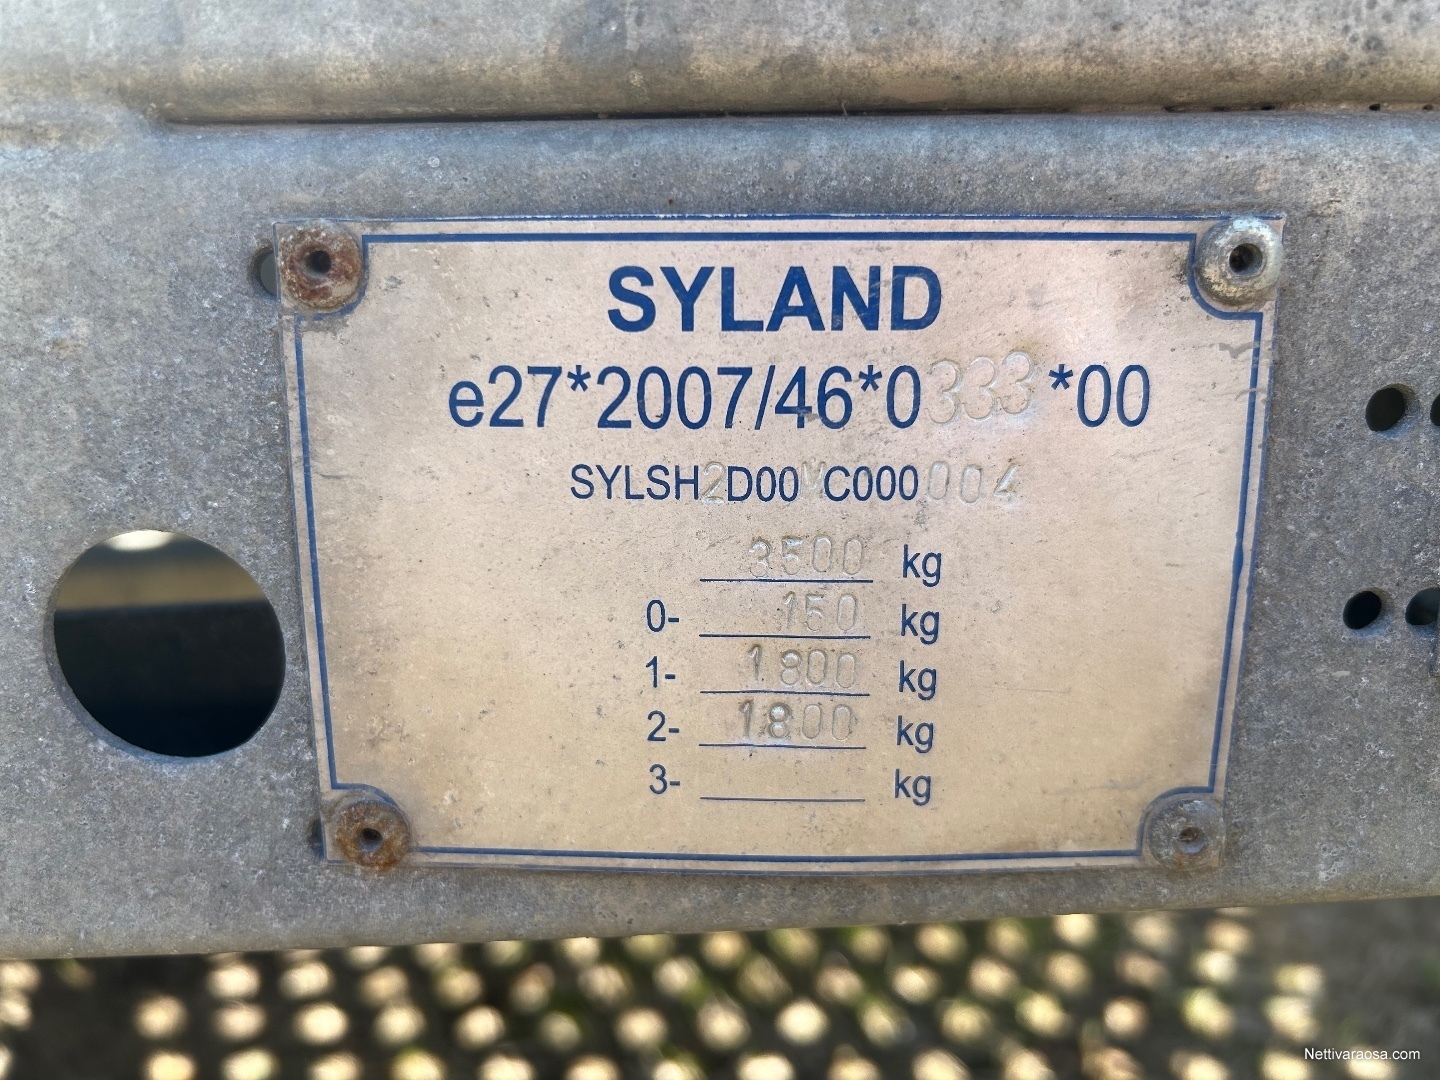 SYLAND
e27*2007/46*0333*00
SYLSH2D00MC000004
3500 kg
0- 150 kg
1- 1800 kg
2- 1800 kg
3- kg
Nettivaraosa.com